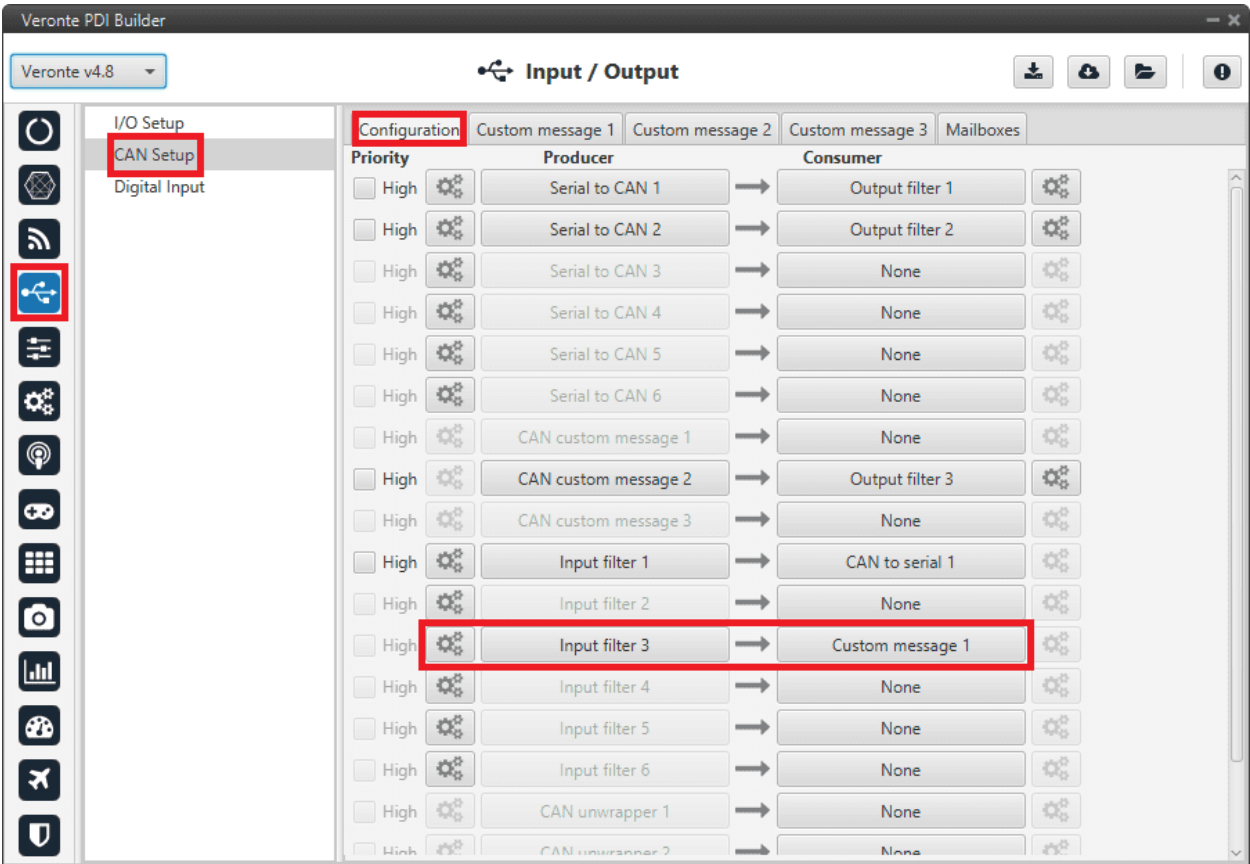 Veronte PDI Builder
Veronte v4.8
Input / Output
I/O Setup
CAN Setup
Digital Input
Configuration Custom message 1 Custom message 2 Custom message 3 Mailboxes
Priority Producer Consumer
High Serial to CAN 1 Output filter 1
High Serial to CAN 2 Output filter 2
High Serial to CAN 3 None
High Serial to CAN 4 None
High Serial to CAN 5 None
High Serial to CAN 6 None
High CAN custom message 1 None
High CAN custom message 2 Output filter 3
High CAN custom message 3 None
High Input filter 1 CAN to serial 1
High Input filter 2 None
High Input filter 3 Custom message 1
High Input filter 4 None
High Input filter 5 None
High Input filter 6 None
High CAN unwrapper 1 None
High CAN unwrapper 2 None